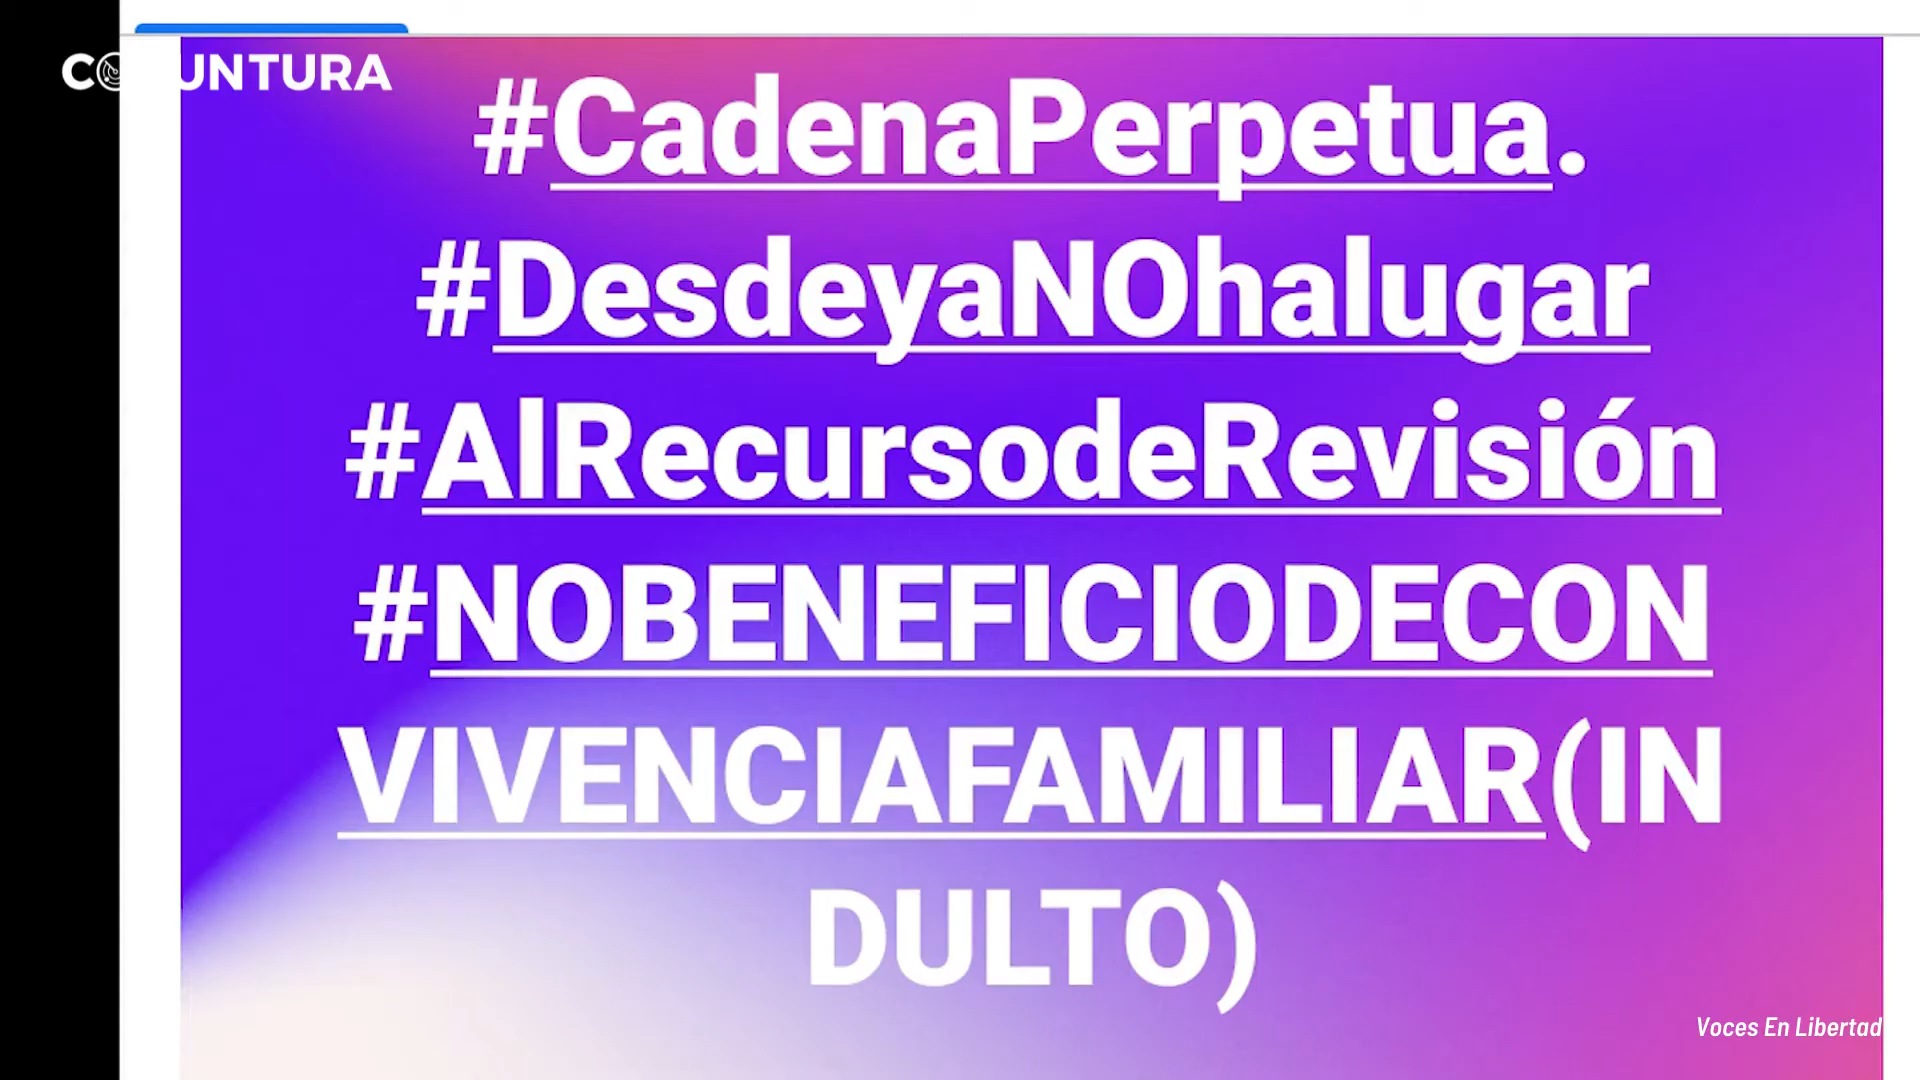 UNTURA
#CadenaPerpetua.
#DesdeyaNOhalugar
#AlRecursodeRevisión
#NOBENEFICIODECON
VIVENCIAFAMILIAR(IN
DULTO)
Voces En Libertad